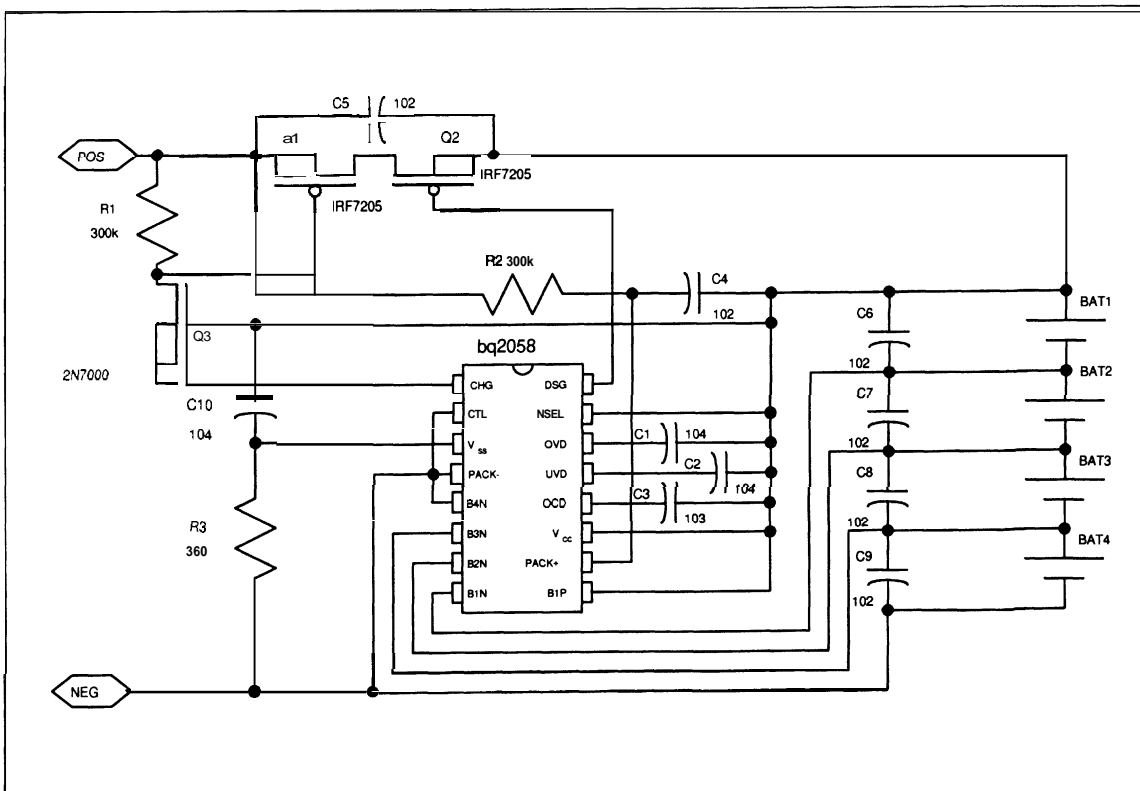 C5
102
a1
Q2
POS
IRF7205
IRF7205
R1
300k
R2 300k
C4
BAT1
C6
102
Q3
bq2058
102
BAT2
2N7000
CHG
DSG
C7
C10
CTL
NSEL
104
C1
104
102
Vss
OVD
C2
BAT3
PACK-
UVD
C8
104
C3
B4N
OCD
103
R3
360
102
B3N
Vcc
BAT4
C9
B2N
PACK+
B1N
B1P
102
NEG